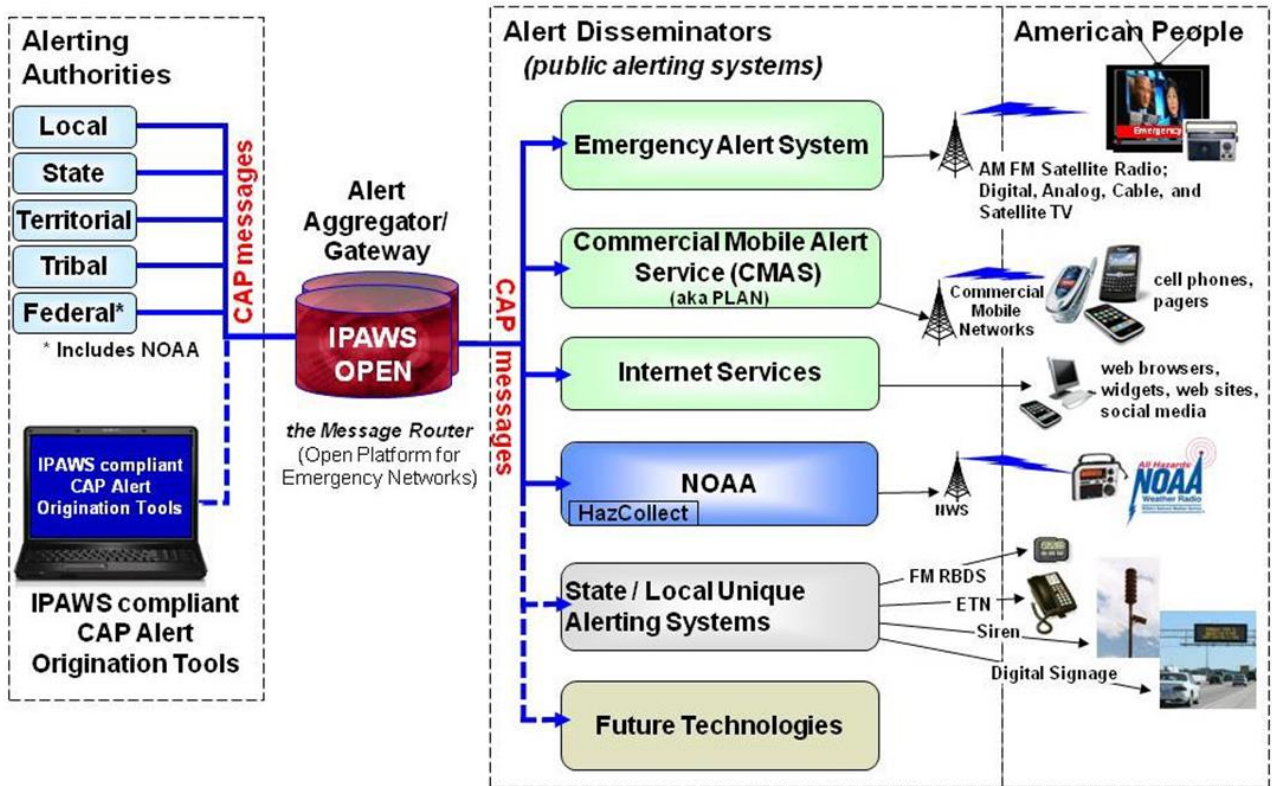 Alerting
Authorities
Local
State
Territorial
Tribal
Federal*
* Includes NOAA
CAP messages
IPAWS compliant
CAP Alert
Origination Tools
IPAWS compliant
CAP Alert
Origination Tools
Alert
Aggregator/
Gateway
IPAWS
OPEN
the Message Router
(Open Platform for
Emergency Networks)
CAP messages
Alert Disseminators
(public alerting systems)
Emergency Alert System
Commercial Mobile Alert
Service (CMAS)
(aka PLAN)
Internet Services
NOAA
HazCollect
State / Local Unique
Alerting Systems
Future Technologies
American People
Emergency
AM FM Satellite Radio;
Digital, Analog, Cable, and
Satellite TV
Commercial
Mobile
Networks
cell phones,
pagers
web browsers,
widgets, web sites,
social media
NWS
All Hazards
NOAA
Weather Radio
FM RBDS
ETN
Siren
Digital Signage